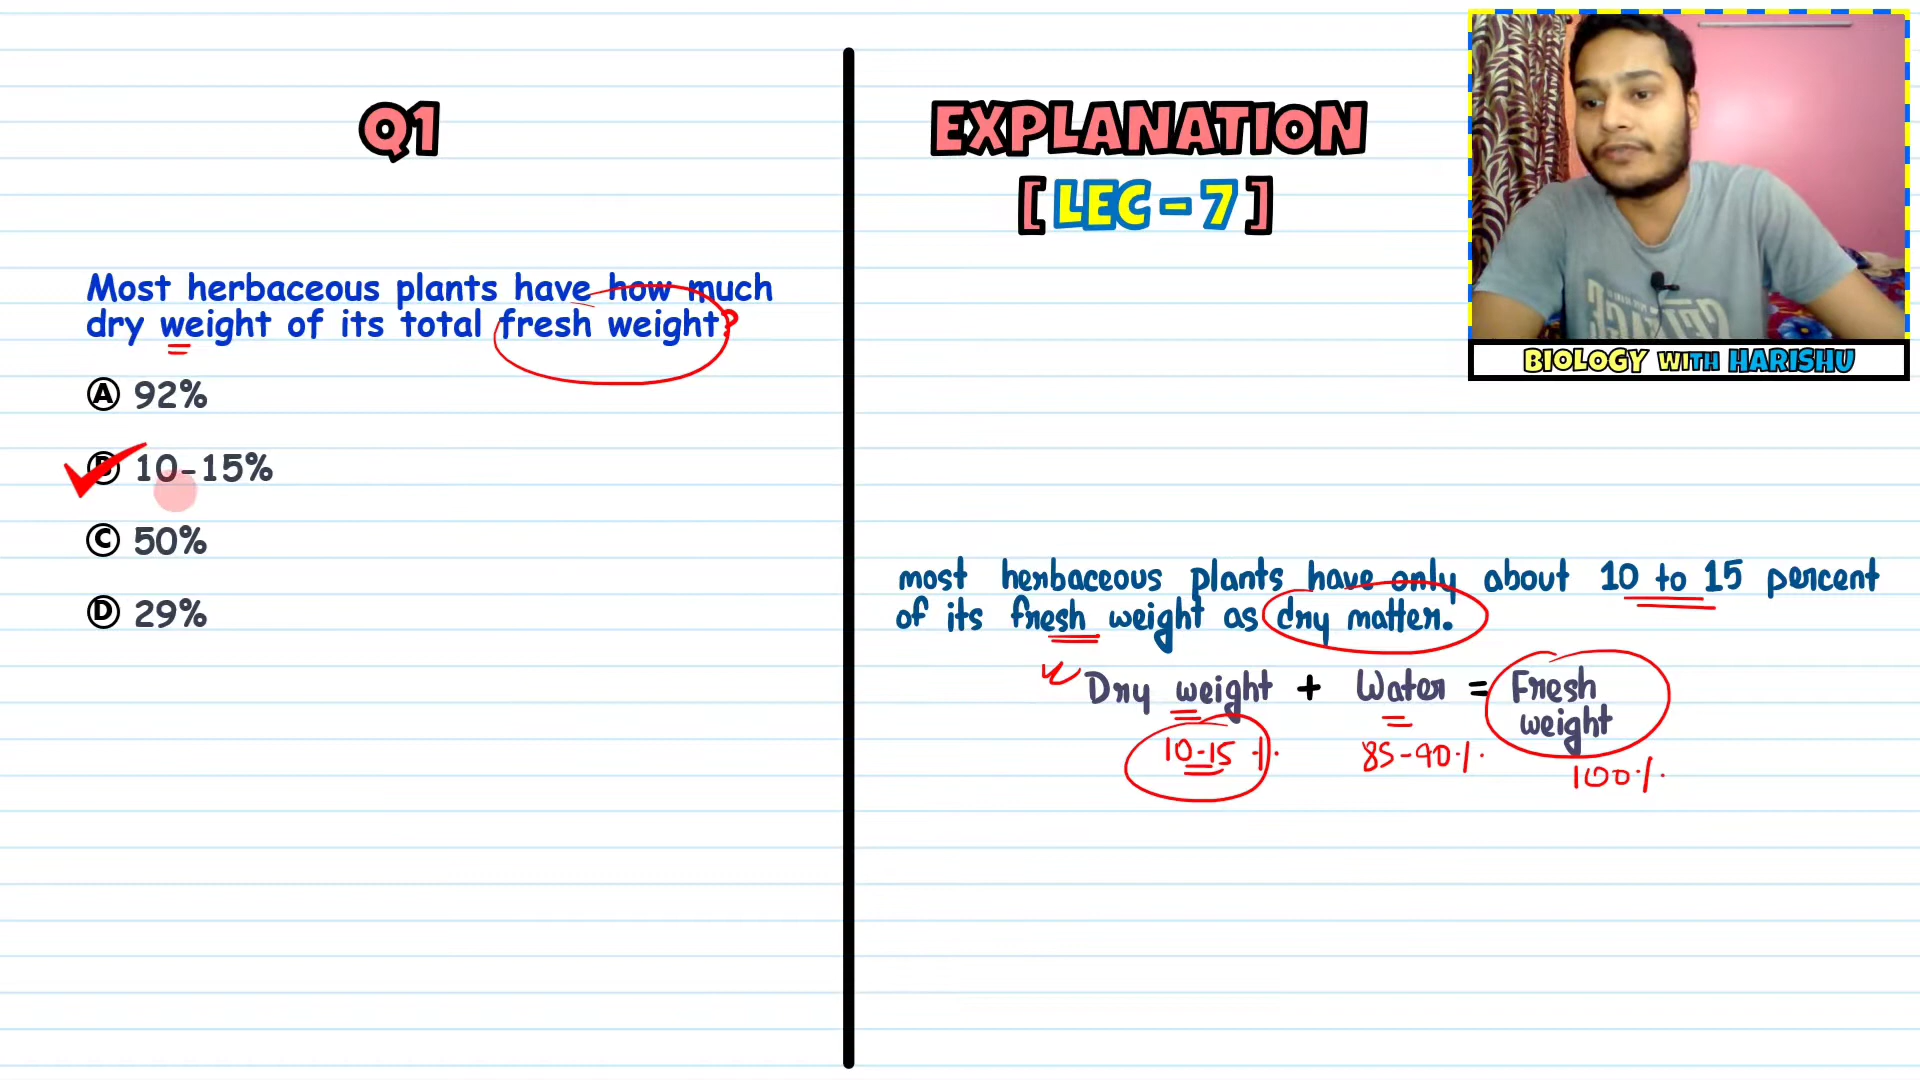 Q1
Most herbaceous plants have how much
dry weight of its total fresh weight?
A 92%
B 10-15%
C 50%
D 29%
EXPLANATION
[LEC-7]
BIOLOGY WITH HARISHU
most herbaceous plants have only about 10 to 15 percent
of its fresh weight as dry matter.
Dry weight + Water = Fresh
weight
10-15 %
85-90%
100%